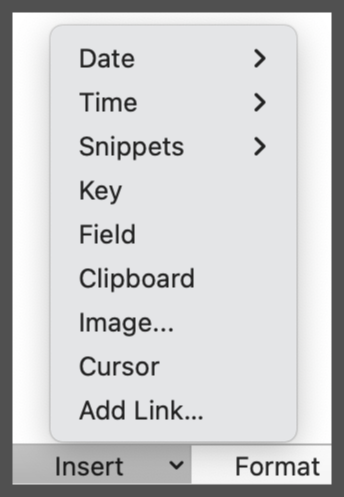 Date
Time
Snippets
Key
Field
Clipboard
Image...
Cursor
Add Link...
Insert Format